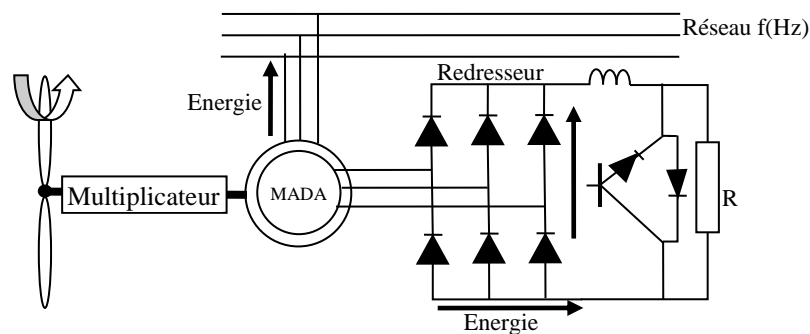 Réseau f(Hz)
Redresseur
Energie
Multiplicateur
MADA
R
Energie